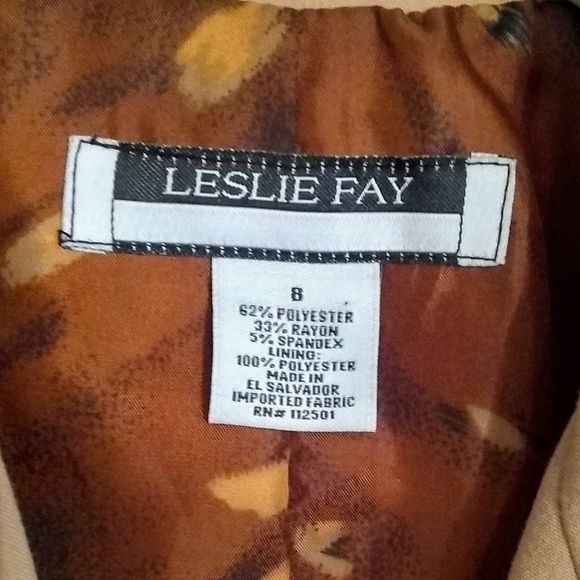 LESLIE FAY
8
62% POLYESTER
33% RAYON
5% SPANDEX
LINING:
100% POLYESTER
MADE IN
EL SALVADOR
IMPORTED FABRIC
RN# 112501